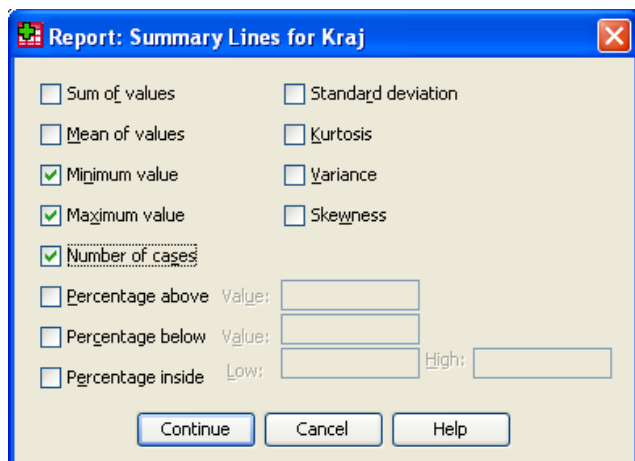 Report: Summary Lines for Kraj
Sum of values
Standard deviation
Mean of values
Kurtosis
Minimum value
Variance
Maximum value
Skewness
Number of cases
Percentage above Value:
Percentage below Value:
Percentage inside Low: High:
Continue Cancel Help